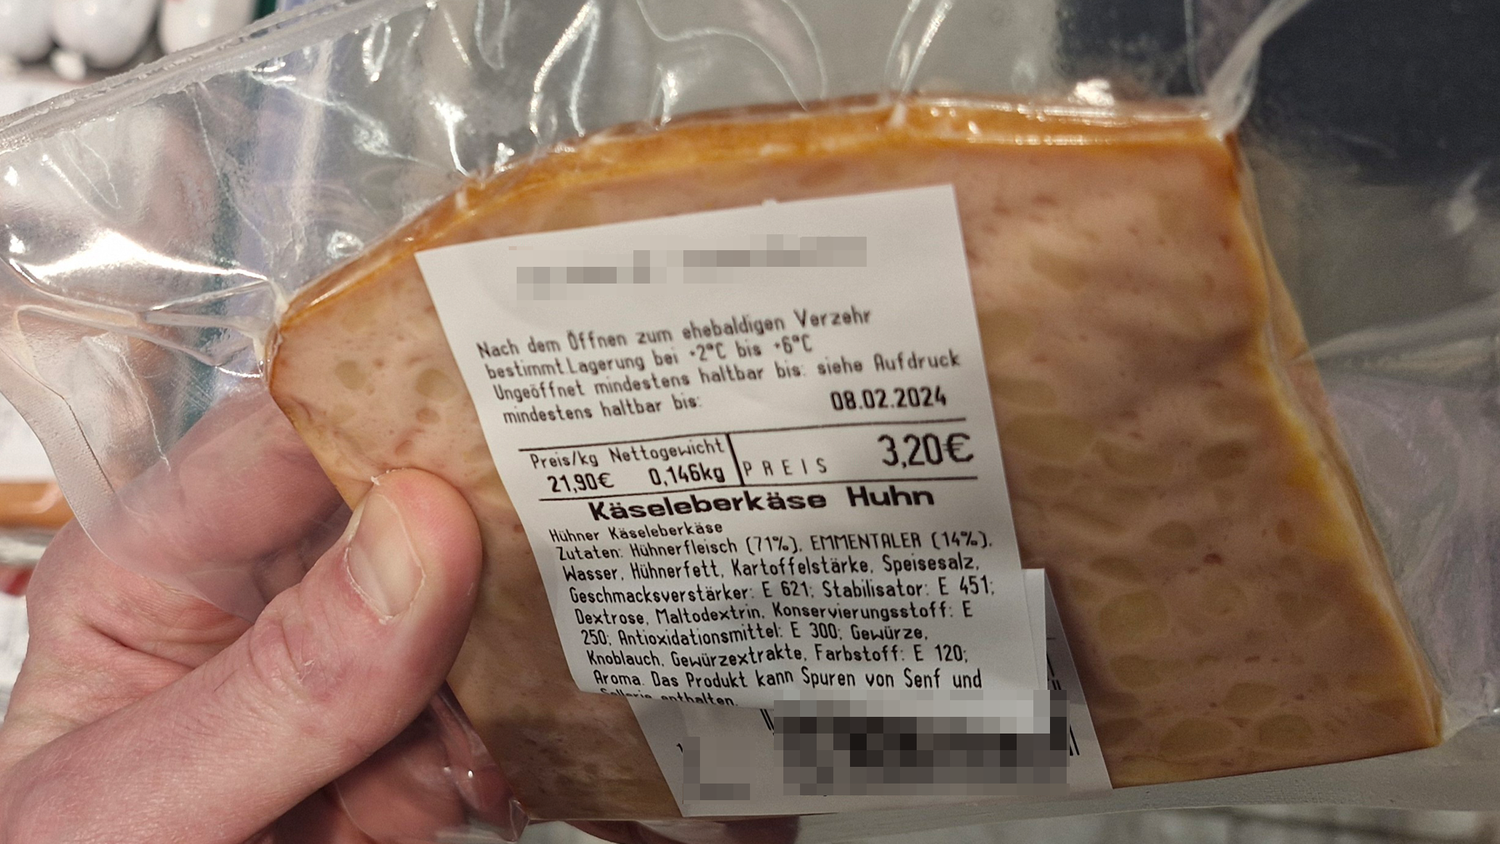 Nach dem Öffnen zum ehebaldigen Verzehr
bestimmt.Lagerung bei +2°C bis +6°C
Ungeöffnet mindestens haltbar bis: siehe Aufdruck
mindestens haltbar bis: 08.02.2024
Preis/kg Nettogewicht
21,90€ 0,146kg PREIS 3,20€
Käseleberkäse Huhn
Hühner Käseleberkäse
Zutaten: Hühnerfleisch (71%), EMMENTALER (14%),
Wasser, Hühnerfett, Kartoffelstärke, Speisesalz,
Geschmacksverstärker: E 621; Stabilisator: E 451;
Dextrose, Maltodextrin, Konservierungsstoff: E
250; Antioxidationsmittel: E 300; Gewürze,
Knoblauch, Gewürzextrakte, Farbstoff: E 120;
Aroma. Das Produkt kann Spuren von Senf und
Sellerie enthalten.